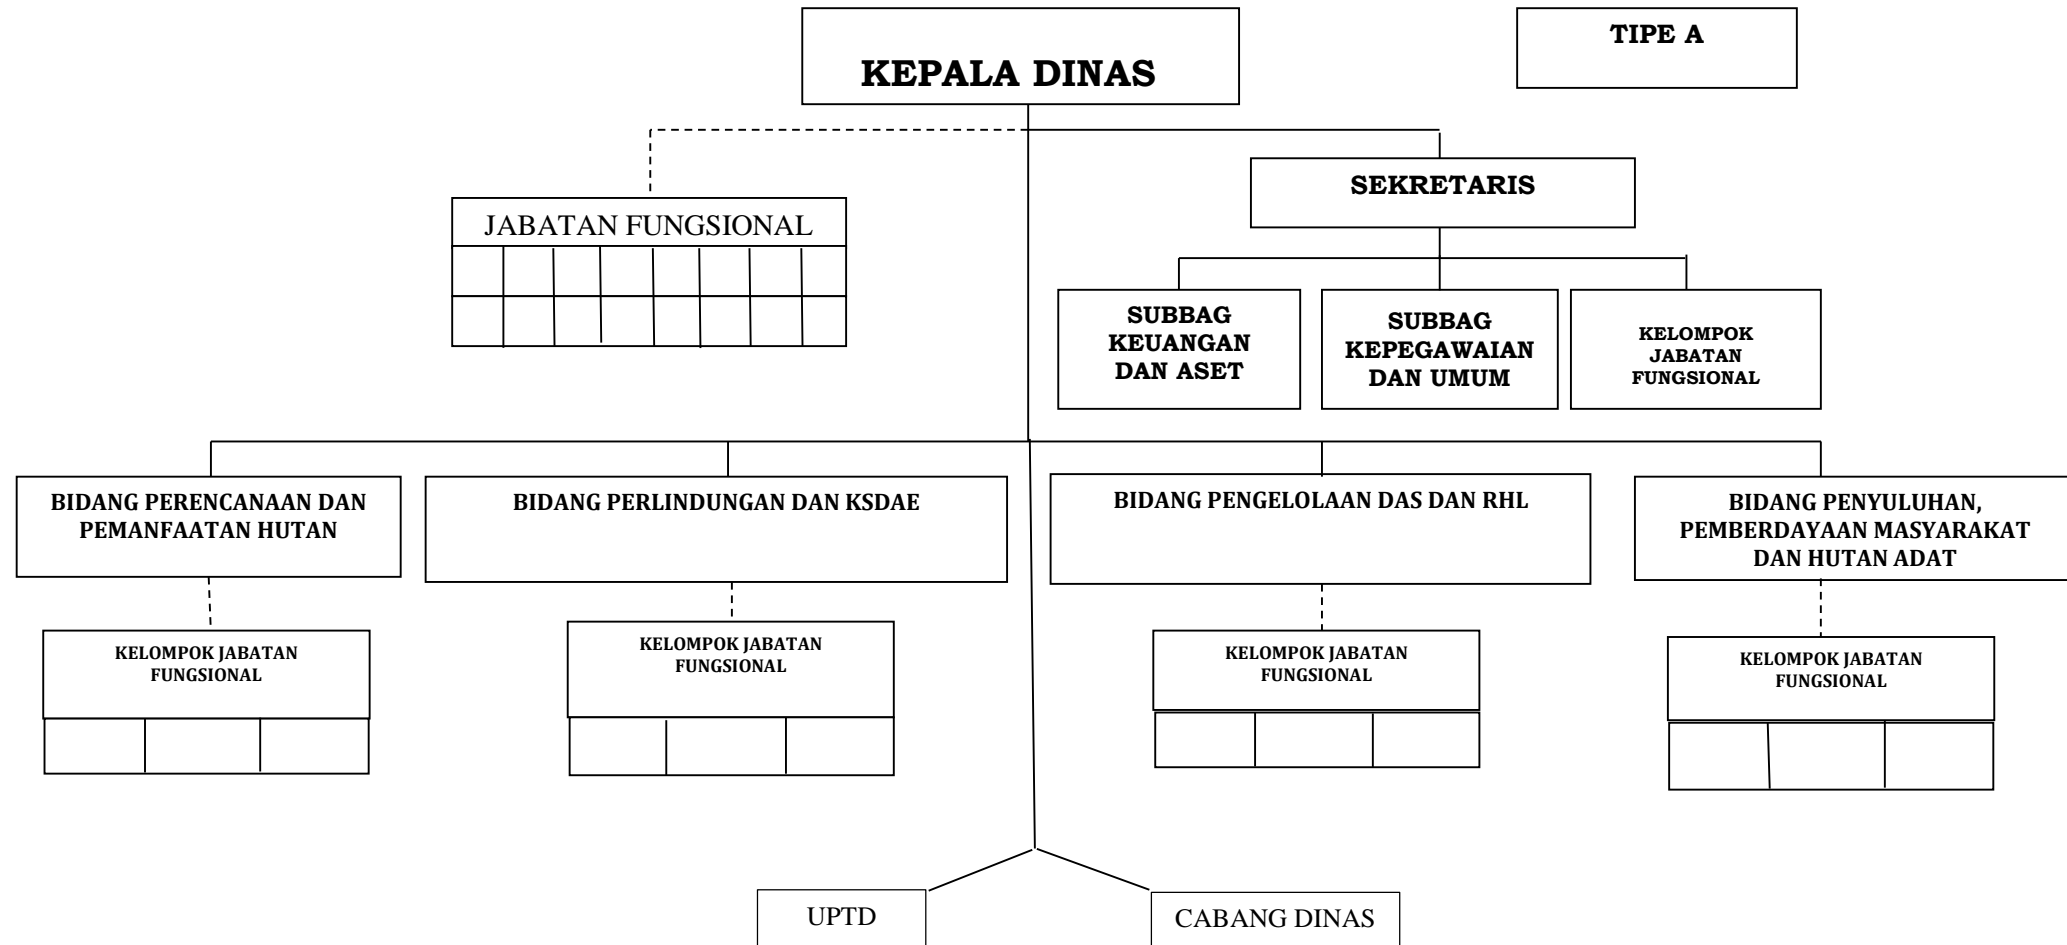 KEPALA DINAS
TIPE A
SEKRETARIS
JABATAN FUNGSIONAL
SUBBAG
KEUANGAN
DAN ASET
SUBBAG
KEPEGAWAIAN
DAN UMUM
KELOMPOK
JABATAN
FUNGSIONAL
BIDANG PERENCANAAN DAN
PEMANFAATAN HUTAN
BIDANG PERLINDUNGAN DAN KSDAE
BIDANG PENGELOLAAN DAS DAN RHL
BIDANG PENYULUHAN,
PEMBERDAYAAN MASYARAKAT
DAN HUTAN ADAT
KELOMPOK JABATAN
FUNGSIONAL
KELOMPOK JABATAN
FUNGSIONAL
KELOMPOK JABATAN
FUNGSIONAL
KELOMPOK JABATAN
FUNGSIONAL
UPTD
CABANG DINAS